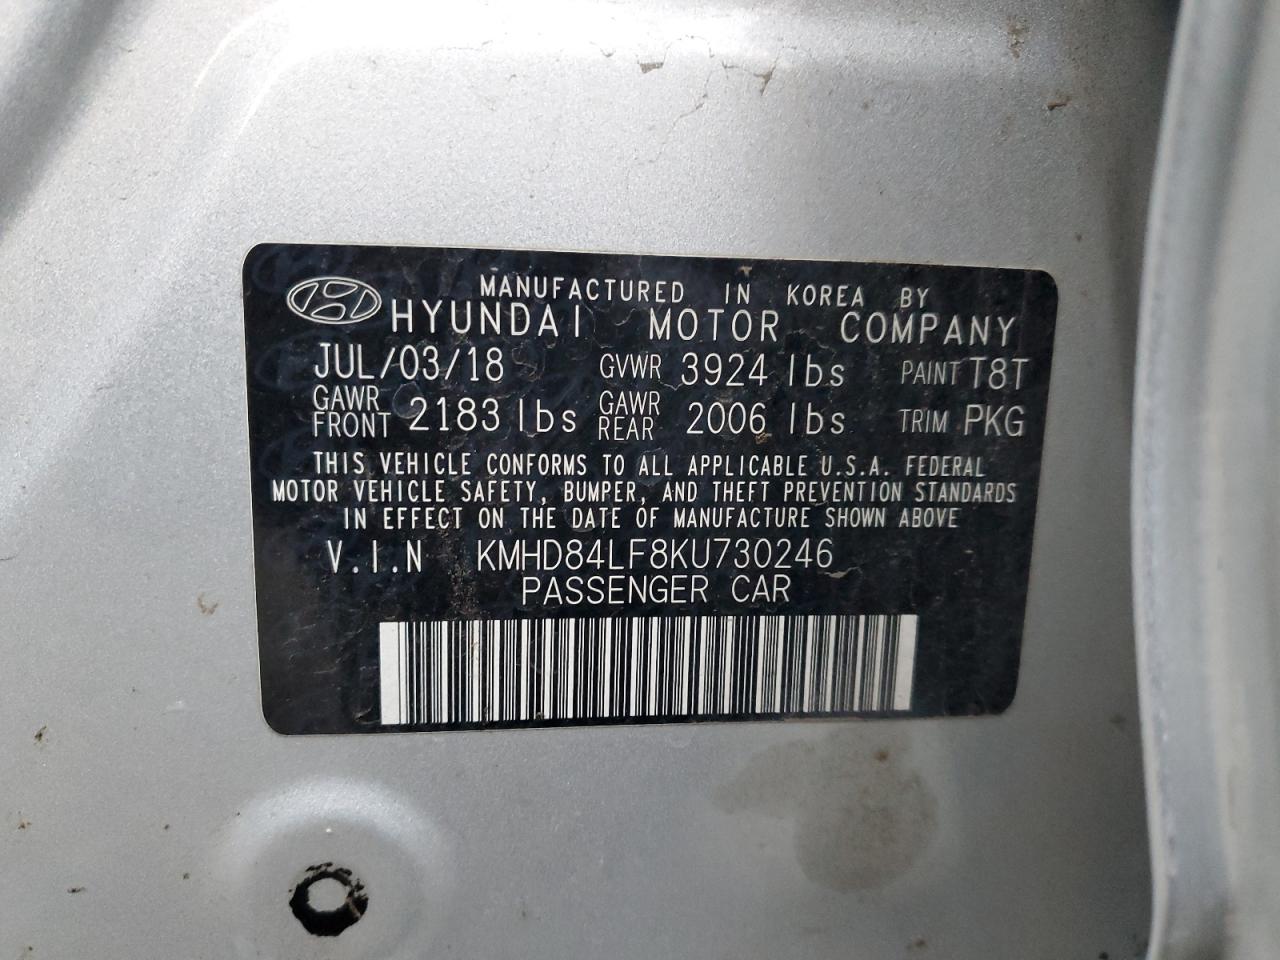 MANUFACTURED IN KOREA BY
HYUNDAI MOTOR COMPANY
JUL/03/18 GVWR 3924 lbs PAINT T8T
GAWR FRONT 2183 lbs GAWR REAR 2006 lbs TRIM PKG
THIS VEHICLE CONFORMS TO ALL APPLICABLE U.S.A. FEDERAL
MOTOR VEHICLE SAFETY, BUMPER, AND THEFT PREVENTION STANDARDS
IN EFFECT ON THE DATE OF MANUFACTURE SHOWN ABOVE
V.I.N KMHD84LF8KU730246
PASSENGER CAR